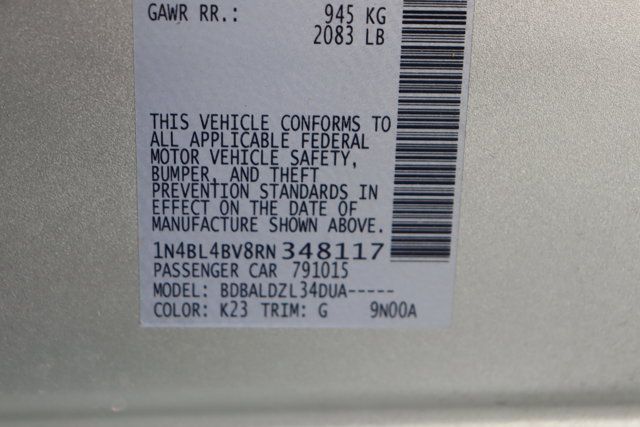 GAWR RR.: 945 KG
2083 LB
THIS VEHICLE CONFORMS TO
ALL APPLICABLE FEDERAL
MOTOR VEHICLE SAFETY,
BUMPER, AND THEFT
PREVENTION STANDARDS IN
EFFECT ON THE DATE OF
MANUFACTURE SHOWN ABOVE.
1N4BL4BV8RN348117
PASSENGER CAR 791015
MODEL: BDBALDZL34DUA-----
COLOR: K23 TRIM: G 9N00A